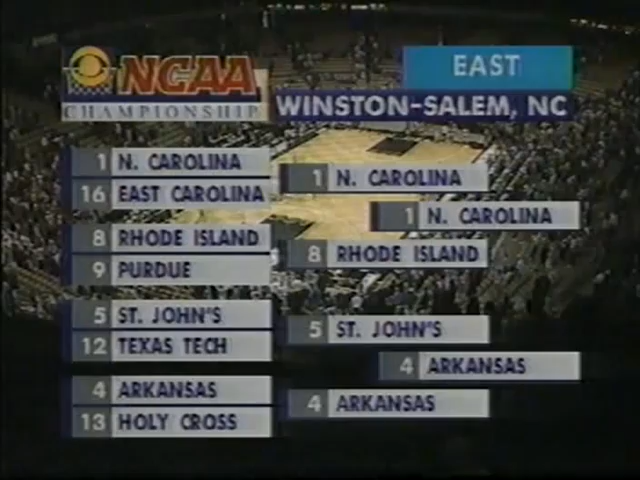 NCAA
CHAMPIONSHIP
EAST
WINSTON-SALEM, NC
1 N. CAROLINA
16 EAST CAROLINA
8 RHODE ISLAND
9 PURDUE
5 ST. JOHN'S
12 TEXAS TECH
4 ARKANSAS
13 HOLY CROSS
1 N. CAROLINA
8 RHODE ISLAND
5 ST. JOHN'S
4 ARKANSAS
1 N. CAROLINA
4 ARKANSAS